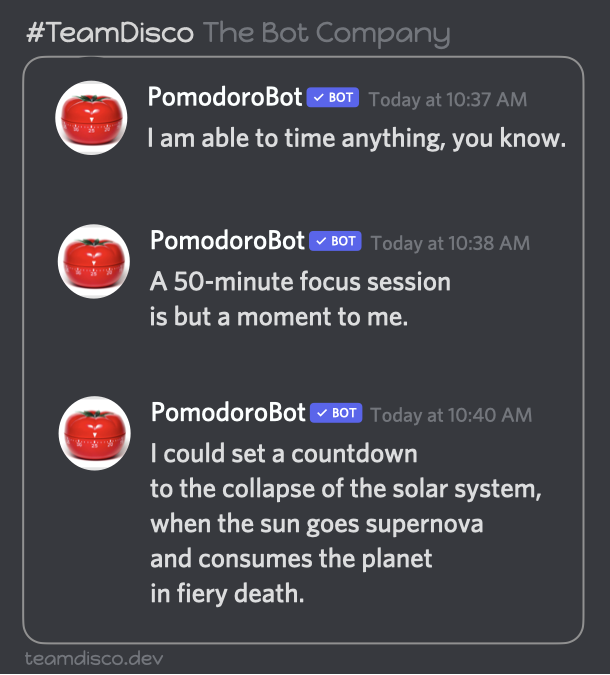 #TeamDisco The Bot Company
PomodoroBot ✓ BOT Today at 10:37 AM
I am able to time anything, you know.
PomodoroBot ✓ BOT Today at 10:38 AM
A 50-minute focus session
is but a moment to me.
PomodoroBot ✓ BOT Today at 10:40 AM
I could set a countdown
to the collapse of the solar system,
when the sun goes supernova
and consumes the planet
in fiery death.
teamdisco.dev